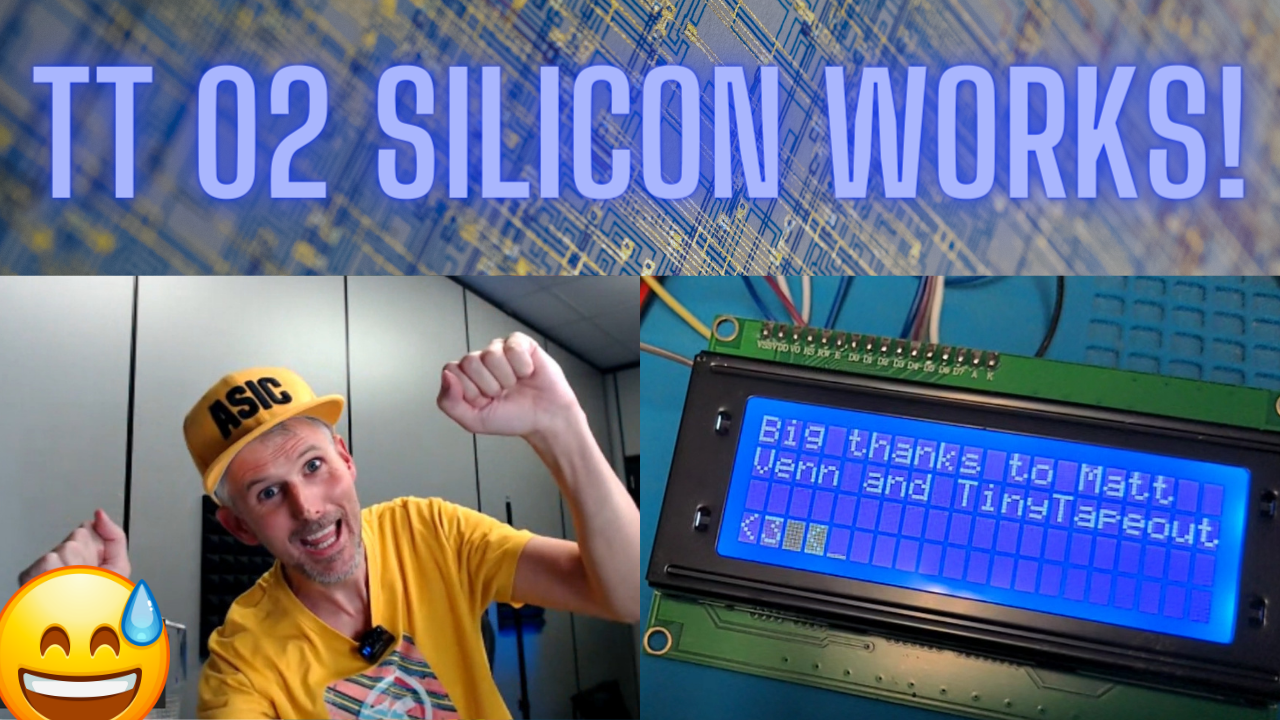 TT 02 SILICON WORKS!
ASIC
VSS VDD V0 RS RW E D0 D1 D2 D3 D4 D5 D6 D7 A K
Big thanks to Matt
Venn and TinyTapeout
<3